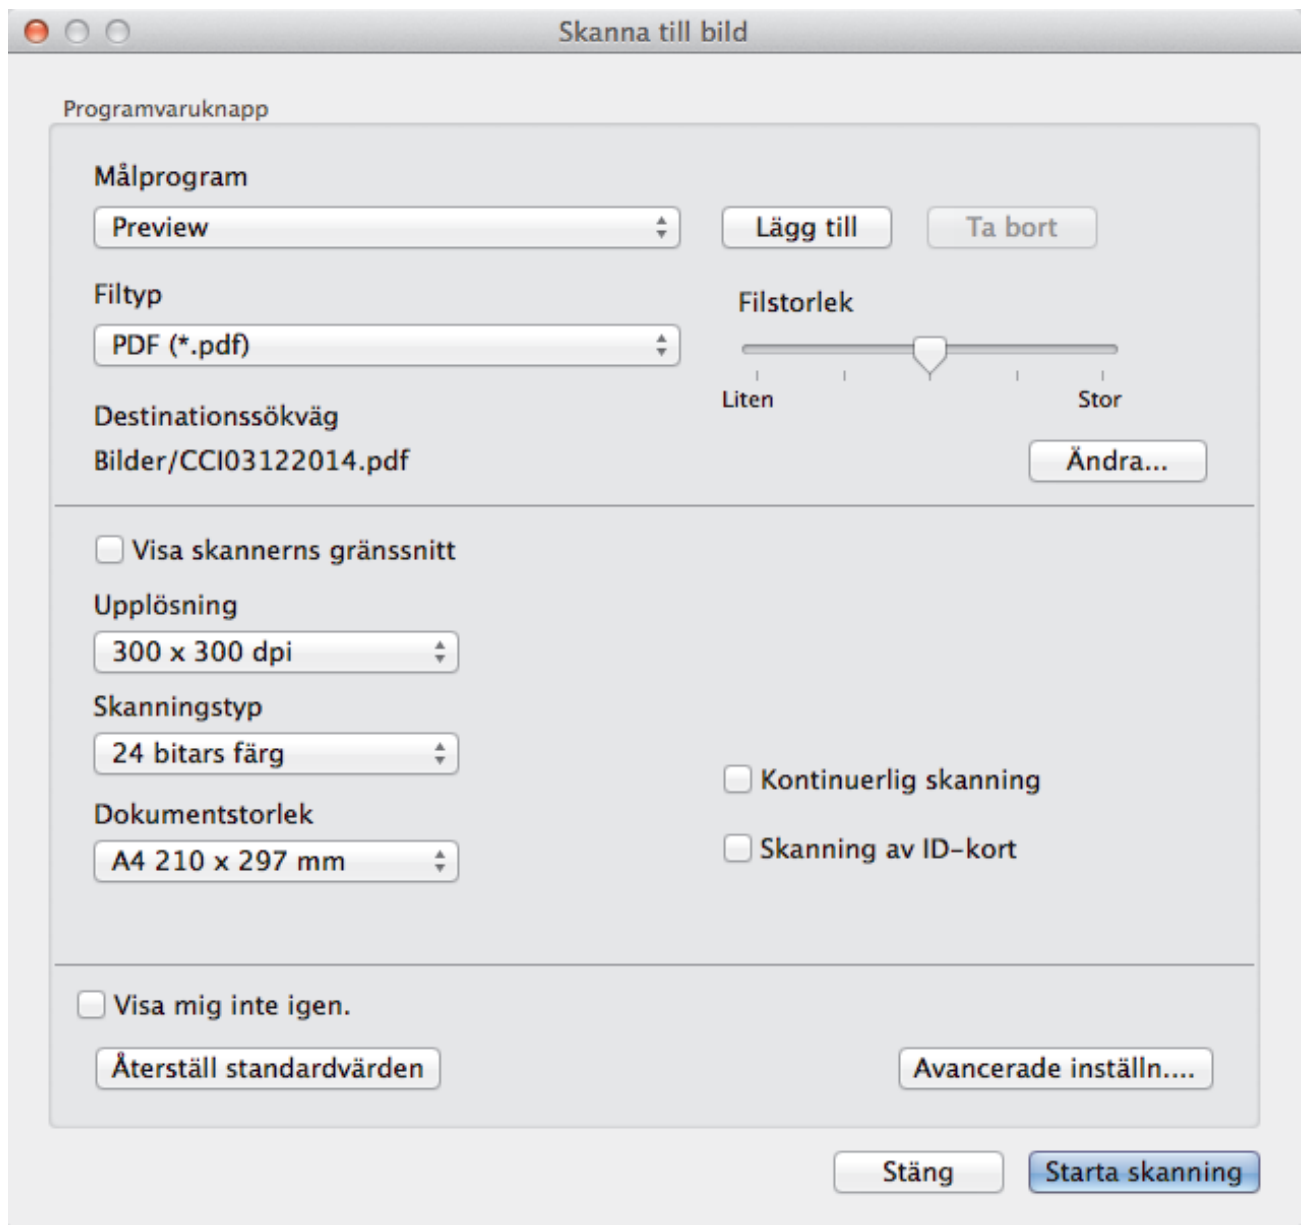 Skanna till bild
Programvaruknapp
Målprogram
Preview
Lägg till
Ta bort
Filtyp
Filstorlek
PDF (*.pdf)
Liten
Stor
Destinationssökväg
Bilder/CCI03122014.pdf
Ändra...
Visa skannerns gränssnitt
Upplösning
300 x 300 dpi
Skanningstyp
24 bitars färg
Kontinuerlig skanning
Dokumentstorlek
Skanning av ID-kort
A4 210 x 297 mm
Visa mig inte igen.
Återställ standardvärden
Avancerade inställn....
Stäng
Starta skanning